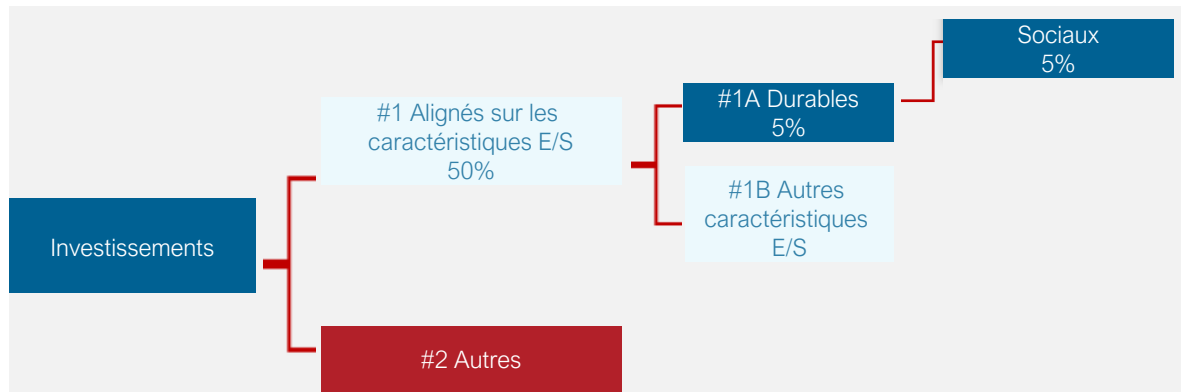 Sociaux
5%
#1A Durables
5%
#1 Alignés sur les
caractéristiques E/S
50%
#1B Autres
caractéristiques
E/S
Investissements
#2 Autres